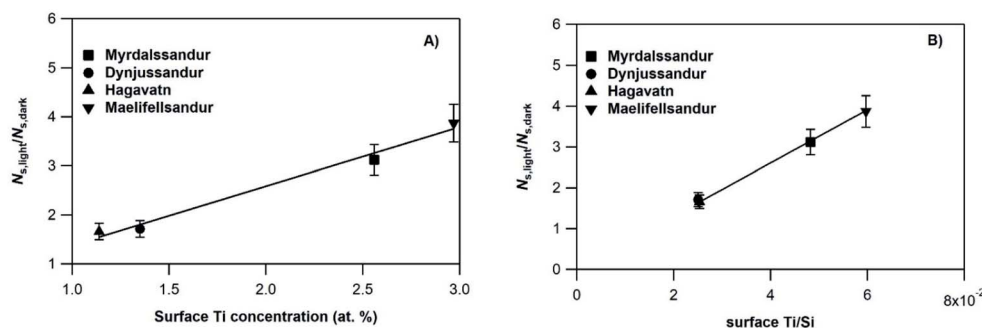 A)
Myrdalssandur
Dynjussandur
Hagavatn
Maelifellsandur
6
5
4
3
2
1
0
Ns,light/Ns,dark
1.0 1.5 2.0 2.5 3.0
Surface Ti concentration (at. %)
B)
Myrdalssandur
Dynjussandur
Hagavatn
Maelifellsandur
6
5
4
3
2
1
0
Ns,light/Ns,dark
0 2 4 6 8x10-2
surface Ti/Si